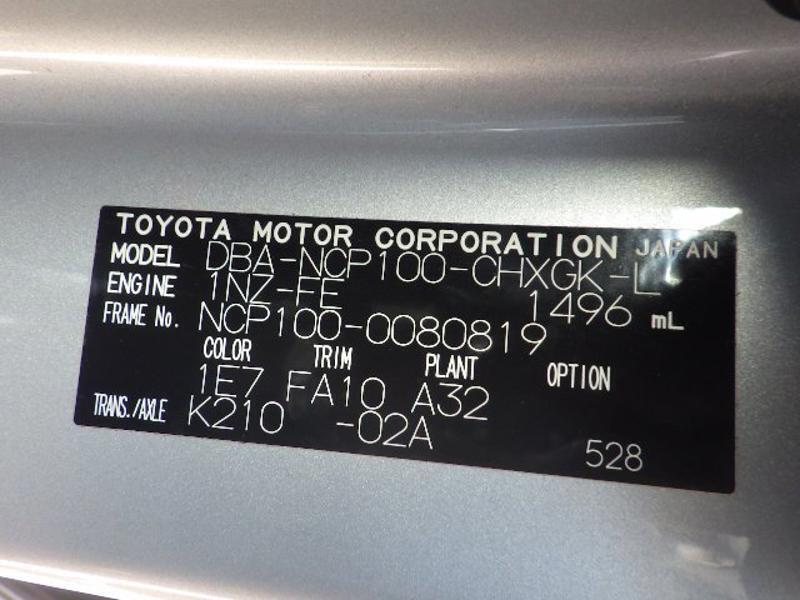 TOYOTA MOTOR CORPORATION JAPAN
MODEL DBA-NCP100-CHXGK-L
ENGINE 1NZ-FE 1496 mL
FRAME No. NCP100-0080819
COLOR TRIM PLANT OPTION
1E7 FA10 A32
TRANS./AXLE K210 -02A
528